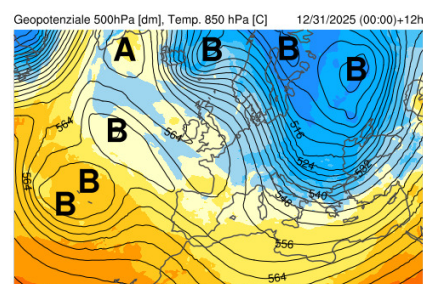 Geopotenziale 500hPa [dm], Temp. 850 hPa [C] 12/31/2025 (00:00)+12h
A B B B
564 B 564
516
564 B 524
B 540 548
556
564